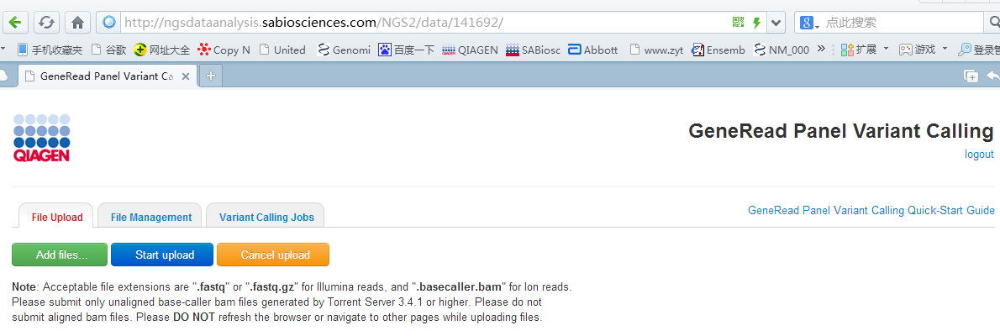 http://ngsdataanalysis.sabiosciences.com/NGS2/data/141692/
点此搜索
手机收藏夹 谷歌 网址大全 Copy N United Genomi 百度一下 QIAGEN SABiosc Abbott www.zyt Ensemb NM_000 » 扩展 游戏 登录管
GeneRead Panel Variant Ca
QIAGEN
GeneRead Panel Variant Calling
logout
File Upload File Management Variant Calling Jobs
GeneRead Panel Variant Calling Quick-Start Guide
Add files... Start upload Cancel upload
Note: Acceptable file extensions are ".fastq" or ".fastq.gz" for Illumina reads, and ".basecaller.bam" for Ion reads.
Please submit only unaligned base-caller bam files generated by Torrent Server 3.4.1 or higher. Please do not
submit aligned bam files. Please DO NOT refresh the browser or navigate to other pages while uploading files.